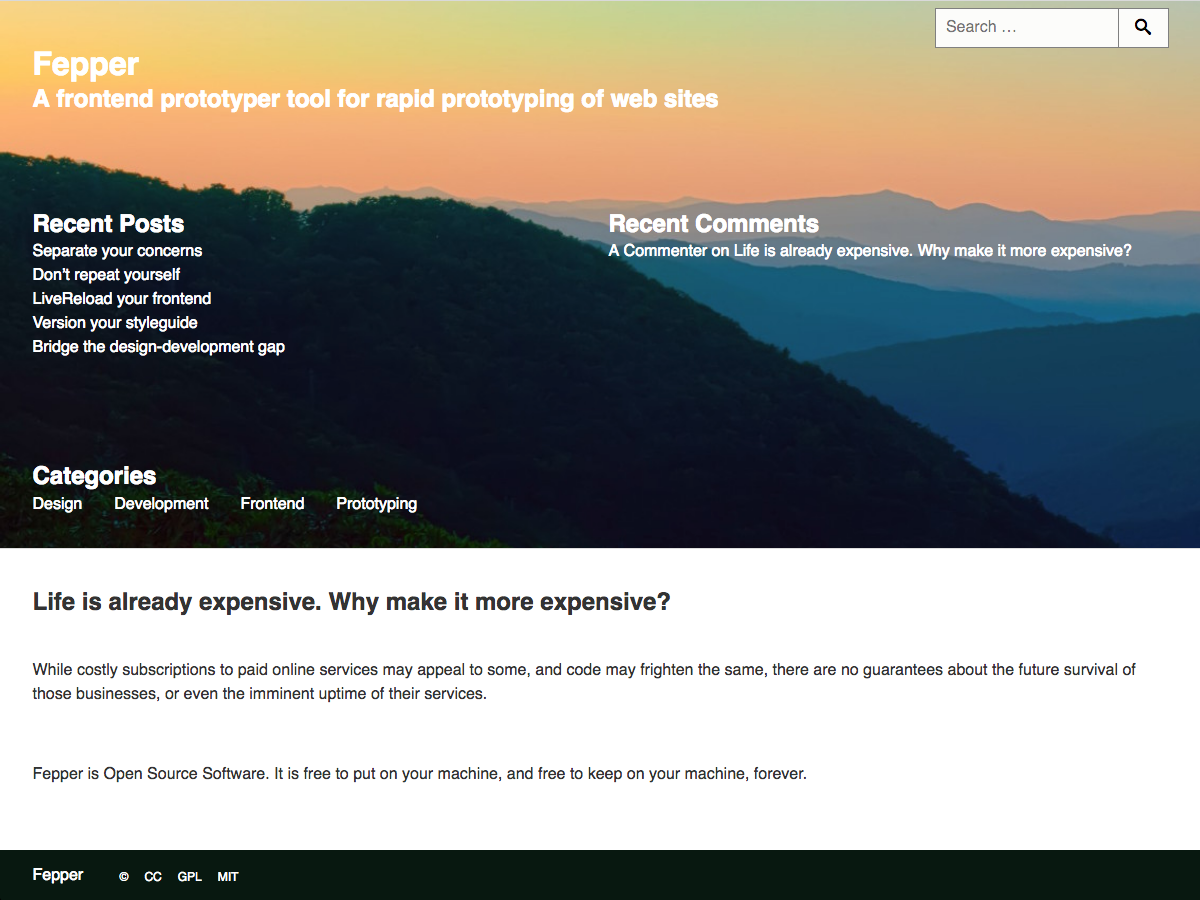 Search …
Fepper
A frontend prototyper tool for rapid prototyping of web sites
Recent Posts
Separate your concerns
Don't repeat yourself
LiveReload your frontend
Version your styleguide
Bridge the design-development gap
Recent Comments
A Commenter on Life is already expensive. Why make it more expensive?
Categories
Design Development Frontend Prototyping
Life is already expensive. Why make it more expensive?
While costly subscriptions to paid online services may appeal to some, and code may frighten the same, there are no guarantees about the future survival of
those businesses, or even the imminent uptime of their services.
Fepper is Open Source Software. It is free to put on your machine, and free to keep on your machine, forever.
Fepper © CC GPL MIT